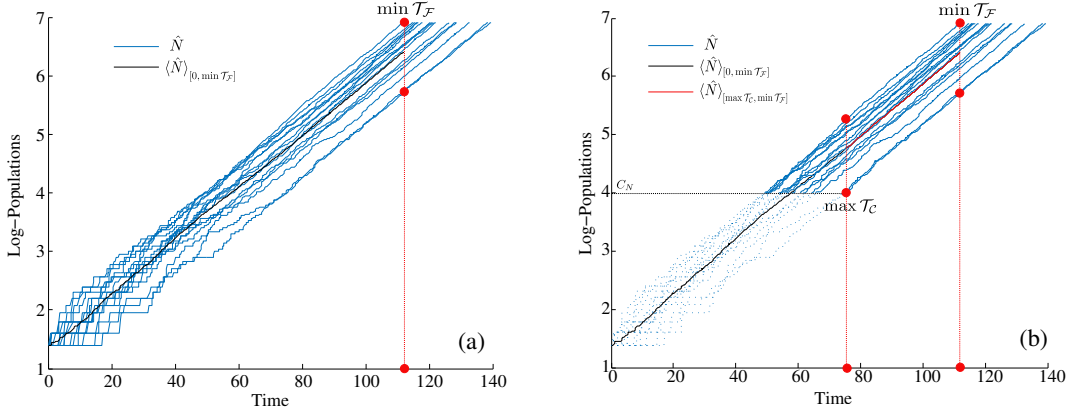 min 𝒯_ℱ
7
6
5
4
3
2
1
Log−Populations
N̂
⟨N̂⟩_[0, min 𝒯_ℱ]
(a)
0 20 40 60 80 100 120 140
Time
min 𝒯_ℱ
7
6
5
4
3
2
1
Log−Populations
N̂
⟨N̂⟩_[0, min 𝒯_ℱ]
⟨N̂⟩_[max 𝒯_𝒞, min 𝒯_ℱ]
C_N
max 𝒯_𝒞
(b)
0 20 40 60 80 100 120 140
Time